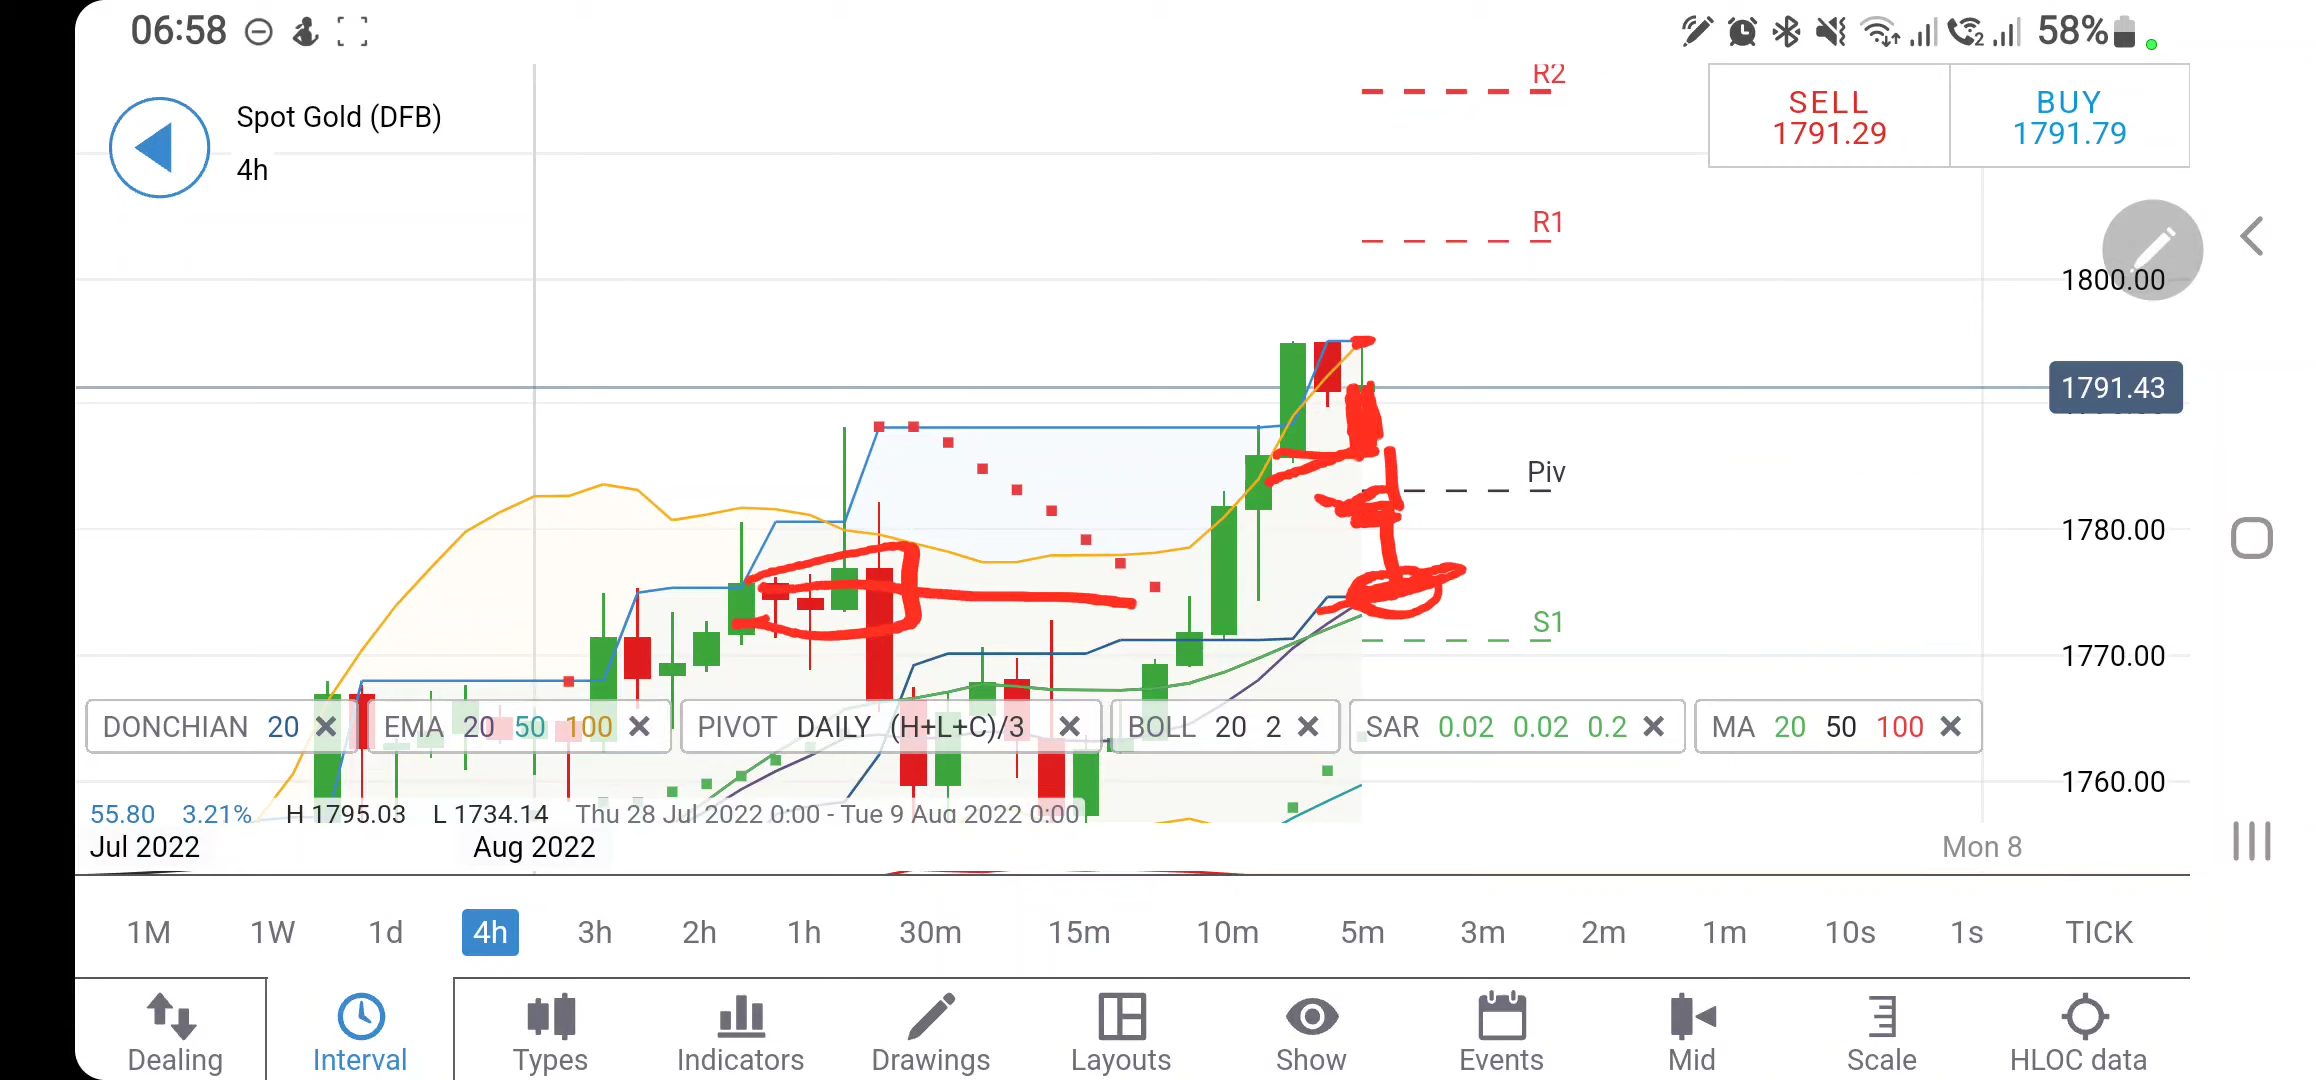 06:58
58%
Spot Gold (DFB)
4h
SELL
1791.29
BUY
1791.79
R2
R1
1800.00
1791.43
Piv
1780.00
S1
1770.00
DONCHIAN 20
EMA 20 50 100
PIVOT DAILY (H+L+C)/3
BOLL 20 2
SAR 0.02 0.02 0.2
MA 20 50 100
1760.00
55.80 3.21% H 1795.03 L 1734.14 Thu 28 Jul 2022 0:00 - Tue 9 Aug 2022 0:00
Jul 2022
Aug 2022
Mon 8
1M 1W 1d 4h 3h 2h 1h 30m 15m 10m 5m 3m 2m 1m 10s 1s TICK
Dealing Interval Types Indicators Drawings Layouts Show Events Mid Scale HLOC data